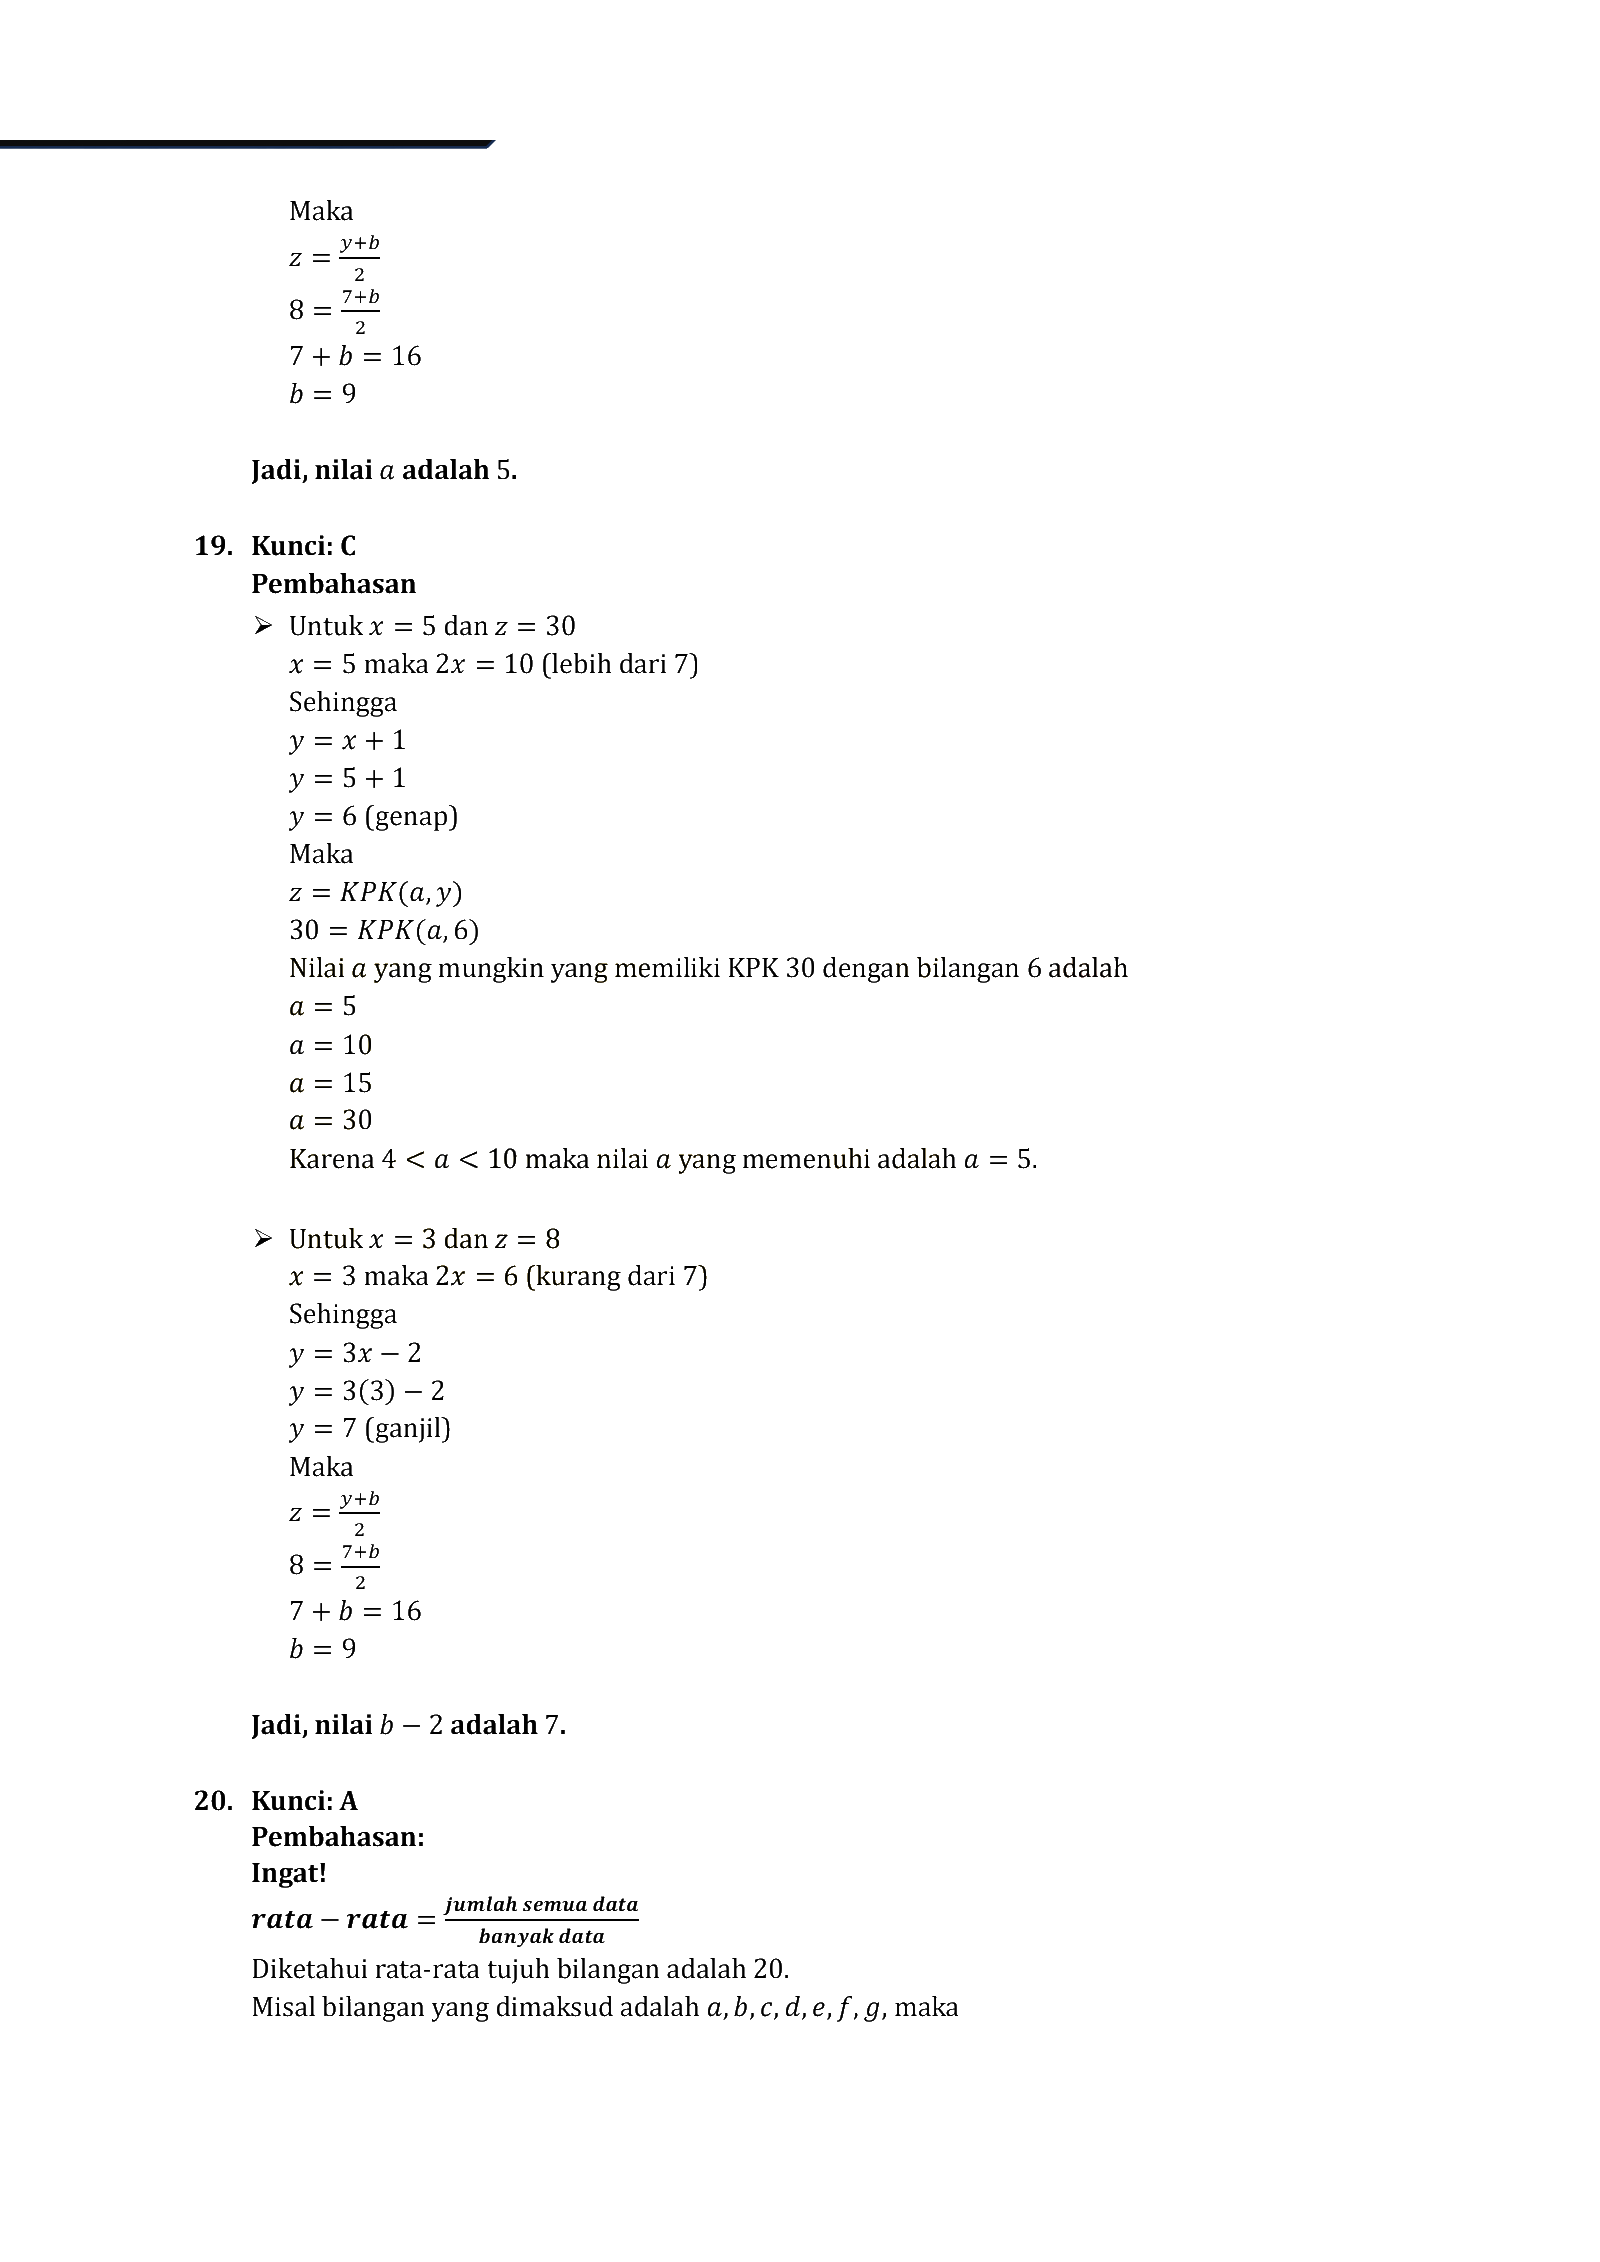 Maka
z = (y+b)/2
8 = (7+b)/2
7 + b = 16
b = 9
Jadi, nilai a adalah 5.
19. Kunci: C
Pembahasan
➢ Untuk x = 5 dan z = 30
x = 5 maka 2x = 10 (lebih dari 7)
Sehingga
y = x + 1
y = 5 + 1
y = 6 (genap)
Maka
z = KPK(a, y)
30 = KPK(a, 6)
Nilai a yang mungkin yang memiliki KPK 30 dengan bilangan 6 adalah
a = 5
a = 10
a = 15
a = 30
Karena 4 < a < 10 maka nilai a yang memenuhi adalah a = 5.
➢ Untuk x = 3 dan z = 8
x = 3 maka 2x = 6 (kurang dari 7)
Sehingga
y = 3x − 2
y = 3(3) − 2
y = 7 (ganjil)
Maka
z = (y+b)/2
8 = (7+b)/2
7 + b = 16
b = 9
Jadi, nilai b − 2 adalah 7.
20. Kunci: A
Pembahasan:
Ingat!
rata − rata = jumlah semua data / banyak data
Diketahui rata-rata tujuh bilangan adalah 20.
Misal bilangan yang dimaksud adalah a, b, c, d, e, f, g, maka